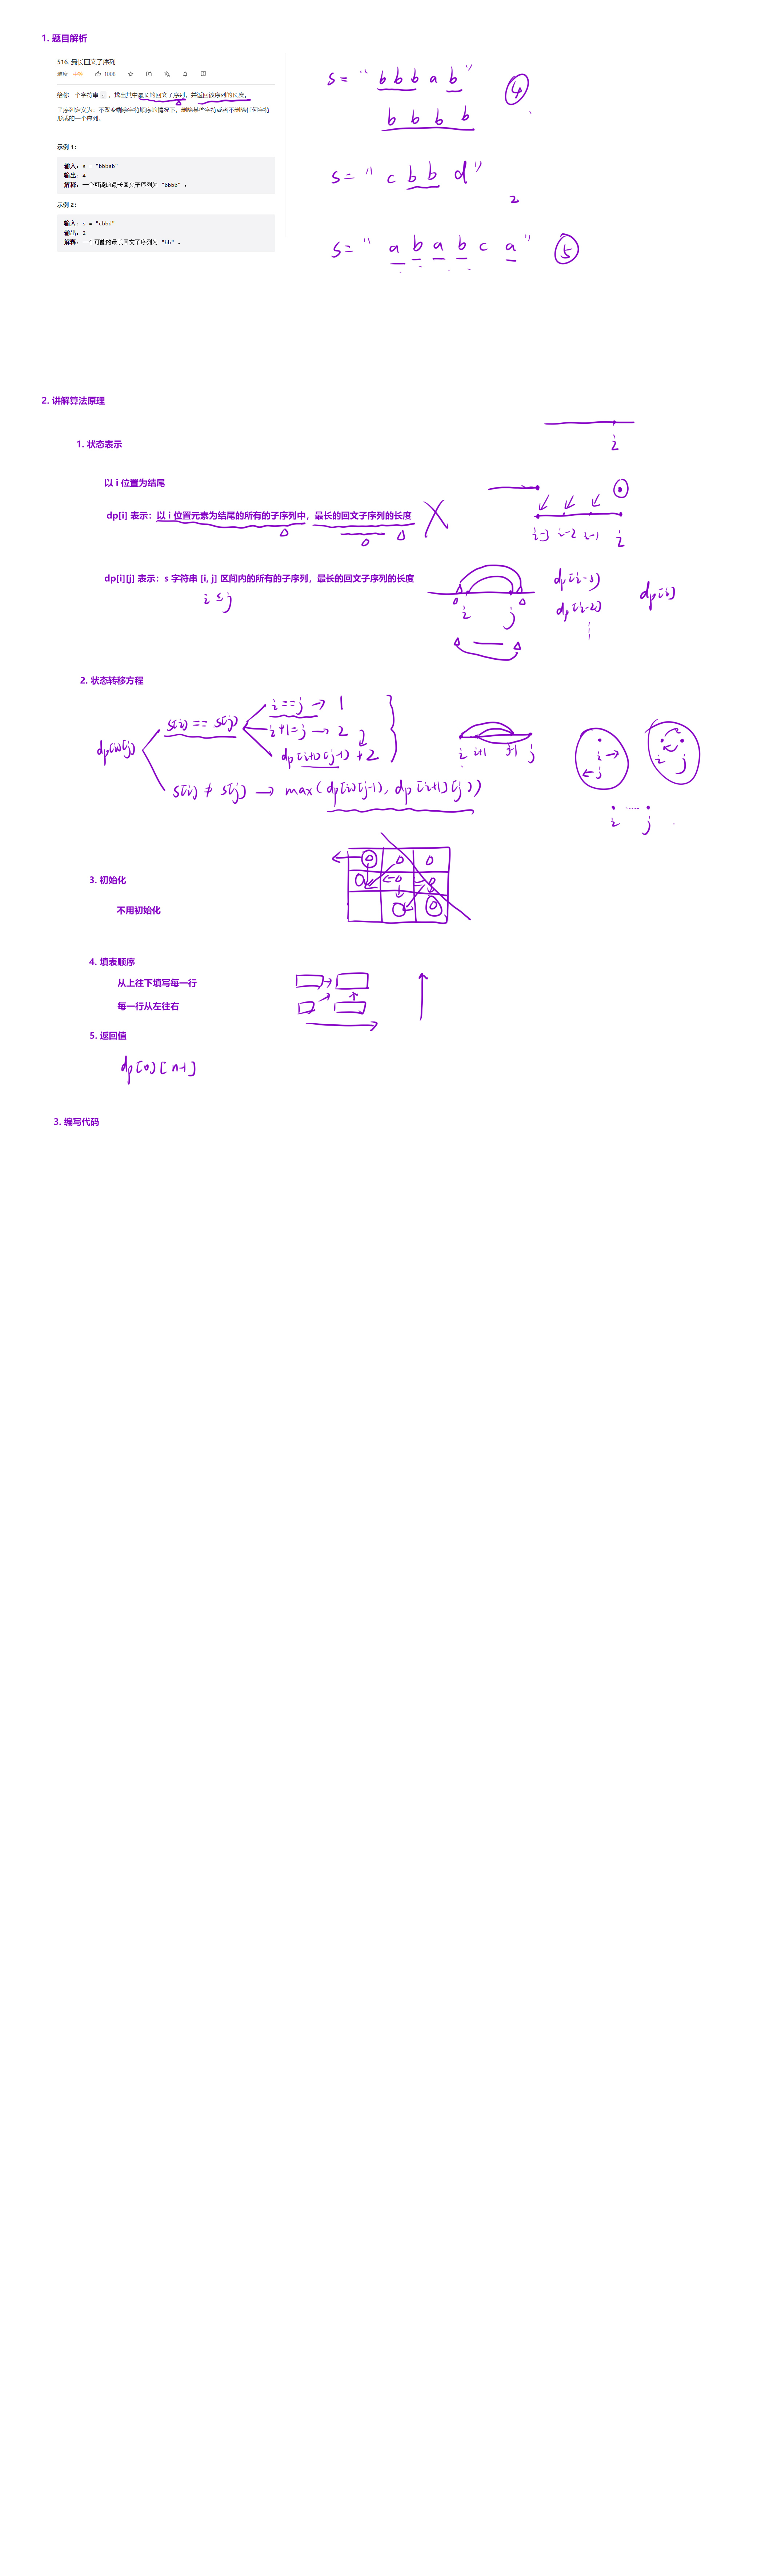 1. 题目解析
516. 最长回文子序列
难度 中等 1008
给你一个字符串 s ，找出其中最长的回文子序列，并返回该序列的长度。
子序列定义为：不改变剩余字符顺序的情况下，删除某些字符或者不删除任何字符
形成的一个序列。
示例 1：
输入：s = "bbbab"
输出：4
解释：一个可能的最长回文子序列为 "bbbb" 。
示例 2：
输入：s = "cbbd"
输出：2
解释：一个可能的最长回文子序列为 "bb" 。
s = " b b b a b " 4
b b b b
s = " c b b d "
2
s = " a b a b c a " 5
2. 讲解算法原理
i
1. 状态表示
以 i 位置为结尾
dp[i] 表示：以 i 位置元素为结尾的所有的子序列中，最长的回文子序列的长度
i-3 i-2 i-1 i
dp[i][j] 表示：s 字符串 [i, j] 区间内的所有的子序列，最长的回文子序列的长度
i ≤ j
i j
dp[i-3]
dp[i-2]
dp[i]
2. 状态转移方程
dp[i][j]
s[i] == s[j]
i==j → 1
i+1=j → 2
dp[i+1][j-1] + 2
s[i] ≠ s[j] → max(dp[i][j-1], dp[i+1][j])
i i+1 j-1 j
i →
← j
i j
i j
3. 初始化
不用初始化
4. 填表顺序
从上往下填写每一行
每一行从左往右
5. 返回值
dp[0][n-1]
3. 编写代码